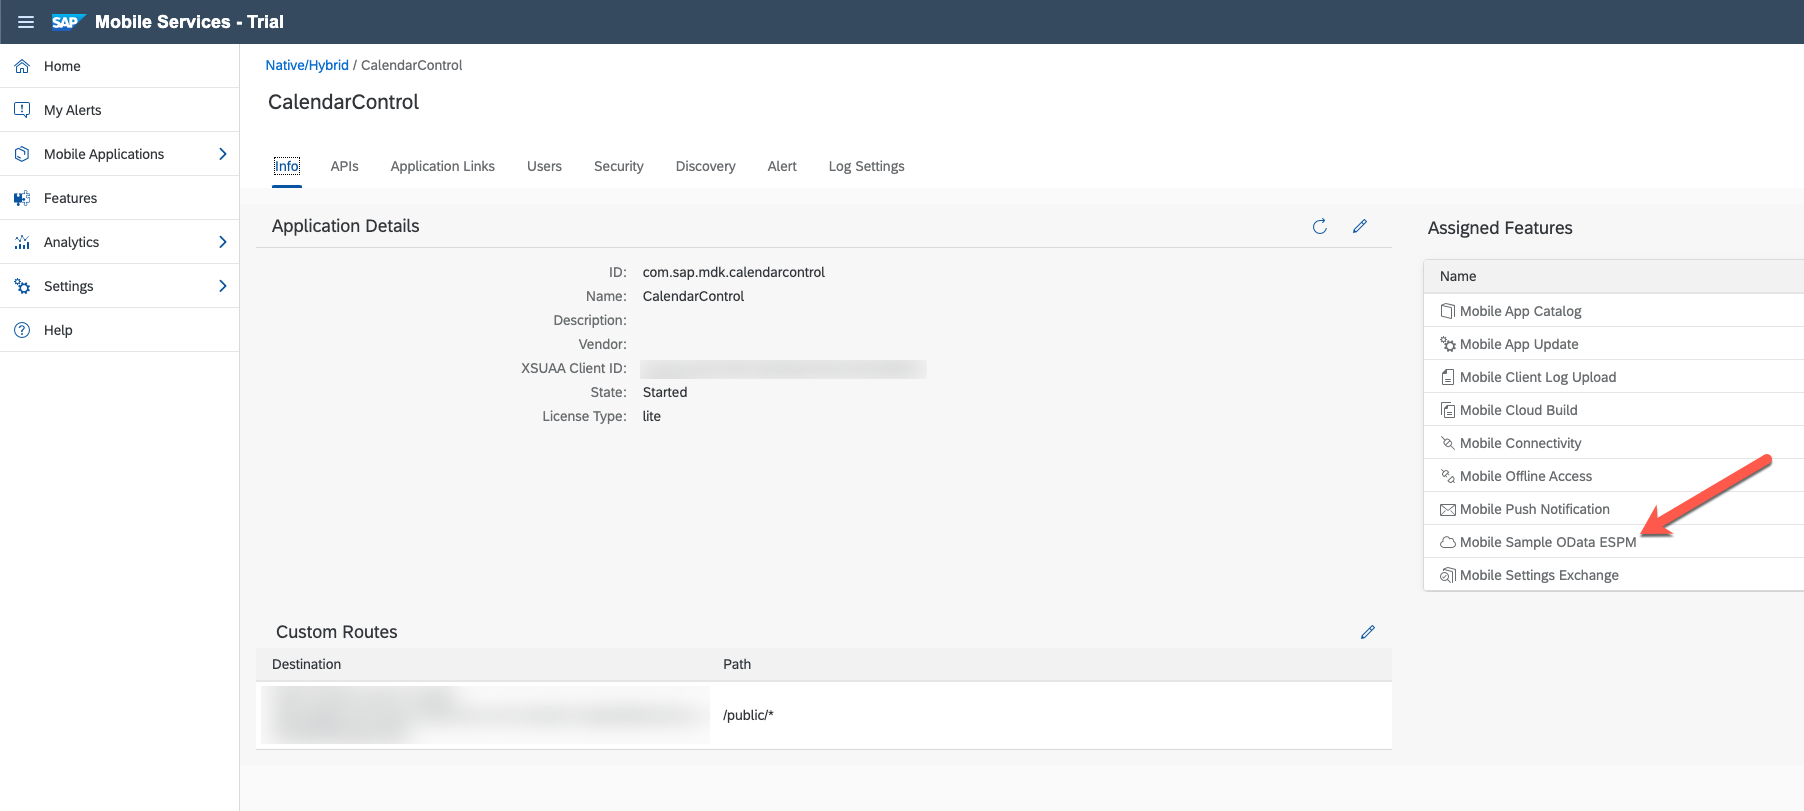 SAP Mobile Services - Trial
Home
My Alerts
Mobile Applications
Features
Analytics
Settings
Help
Native/Hybrid / CalendarControl
CalendarControl
Info APIs Application Links Users Security Discovery Alert Log Settings
Application Details
ID: com.sap.mdk.calendarcontrol
Name: CalendarControl
Description:
Vendor:
XSUAA Client ID:
State: Started
License Type: lite
Custom Routes
Destination Path
/public/*
Assigned Features
Name
Mobile App Catalog
Mobile App Update
Mobile Client Log Upload
Mobile Cloud Build
Mobile Connectivity
Mobile Offline Access
Mobile Push Notification
Mobile Sample OData ESPM
Mobile Settings Exchange